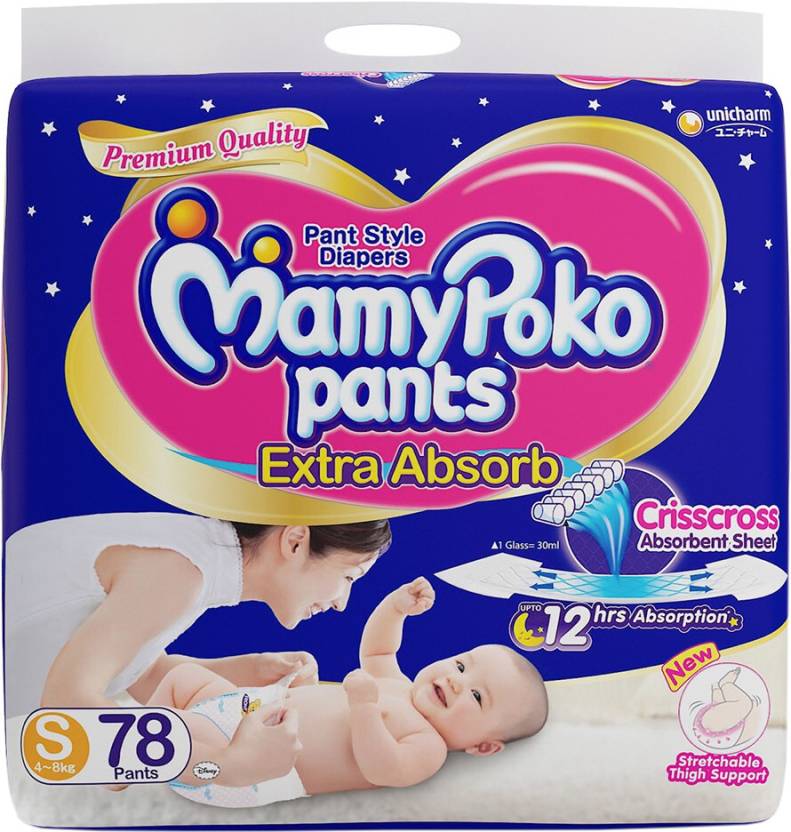 Premium Quality
unicharm
ユニ・チャーム
Pant Style
Diapers
MamyPoko
pants
Extra Absorb
Crisscross
Absorbent Sheet
▲1 Glass= 30ml
UPTO
12 hrs Absorption
New
Stretchable
Thigh Support
S
4~8kg
78
Pants
Disney